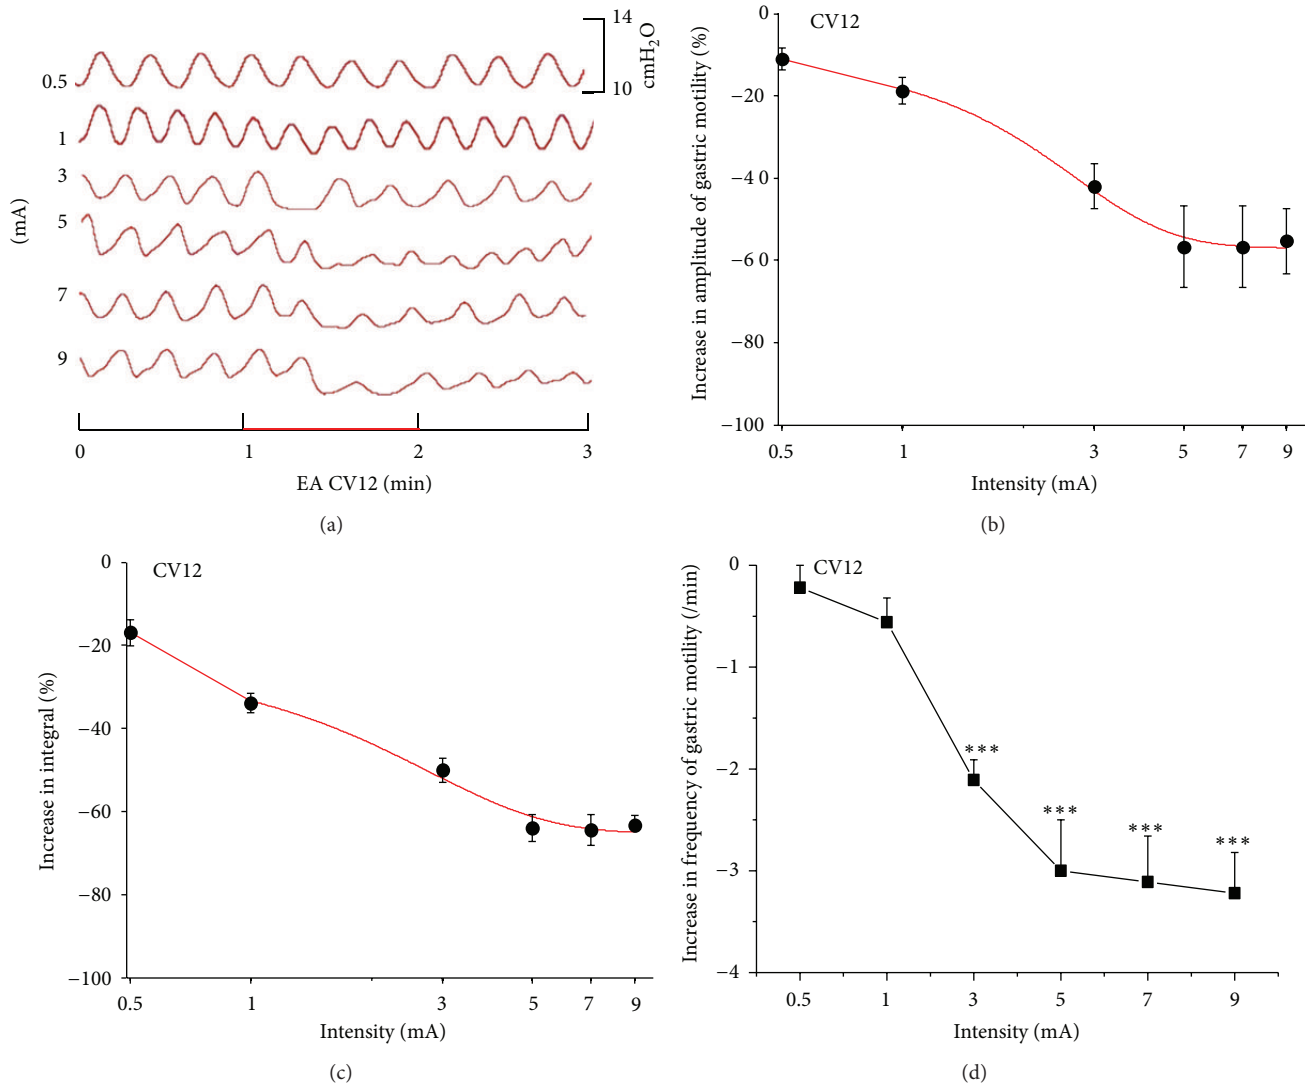 14
cmH2O
10
0.5
1
3
5
7
9
(mA)
0 1 2 3
EA CV12 (min)
(a)
CV12
Increase in amplitude of gastric motility (%)
0
−20
−40
−60
−80
−100
0.5 1 3 5 7 9
Intensity (mA)
(b)
CV12
Increase in integral (%)
0
−20
−40
−60
−80
−100
0.5 1 3 5 7 9
Intensity (mA)
(c)
CV12
Increase in frequency of gastric motility (/min)
0
−1
−2
−3
−4
***
***
***
***
0.5 1 3 5 7 9
Intensity (mA)
(d)